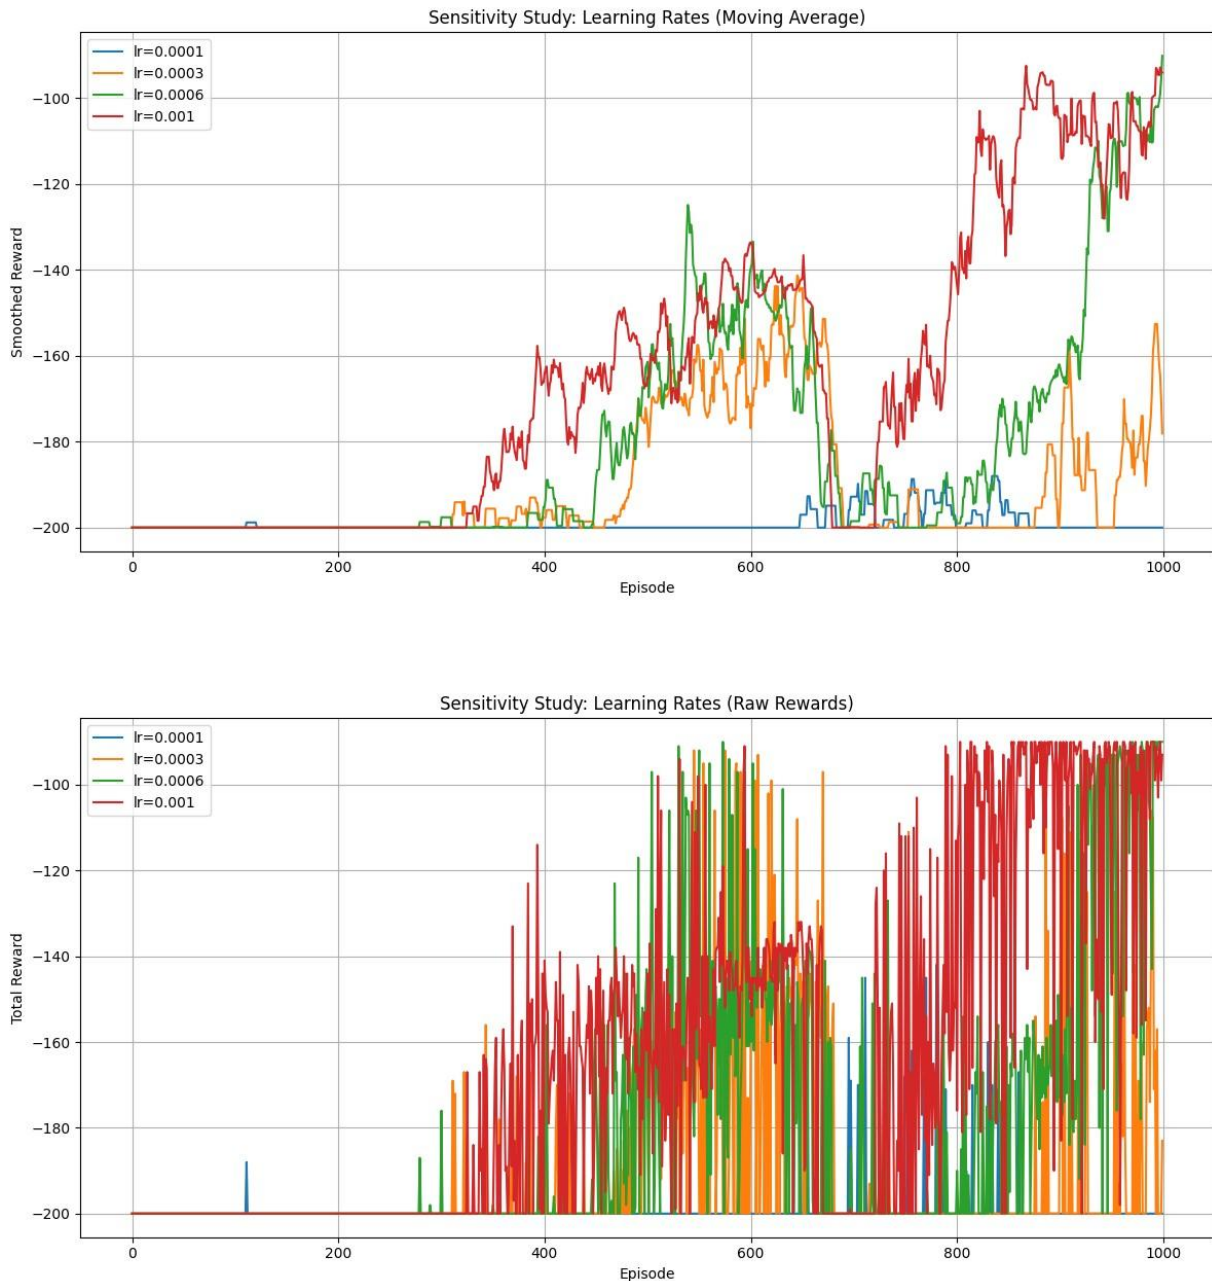 Sensitivity Study: Learning Rates (Moving Average)
lr=0.0001
lr=0.0003
lr=0.0006
lr=0.001
−100
−120
−140
−160
−180
−200
Smoothed Reward
0 200 400 600 800 1000
Episode
Sensitivity Study: Learning Rates (Raw Rewards)
lr=0.0001
lr=0.0003
lr=0.0006
lr=0.001
−100
−120
−140
−160
−180
−200
Total Reward
0 200 400 600 800 1000
Episode